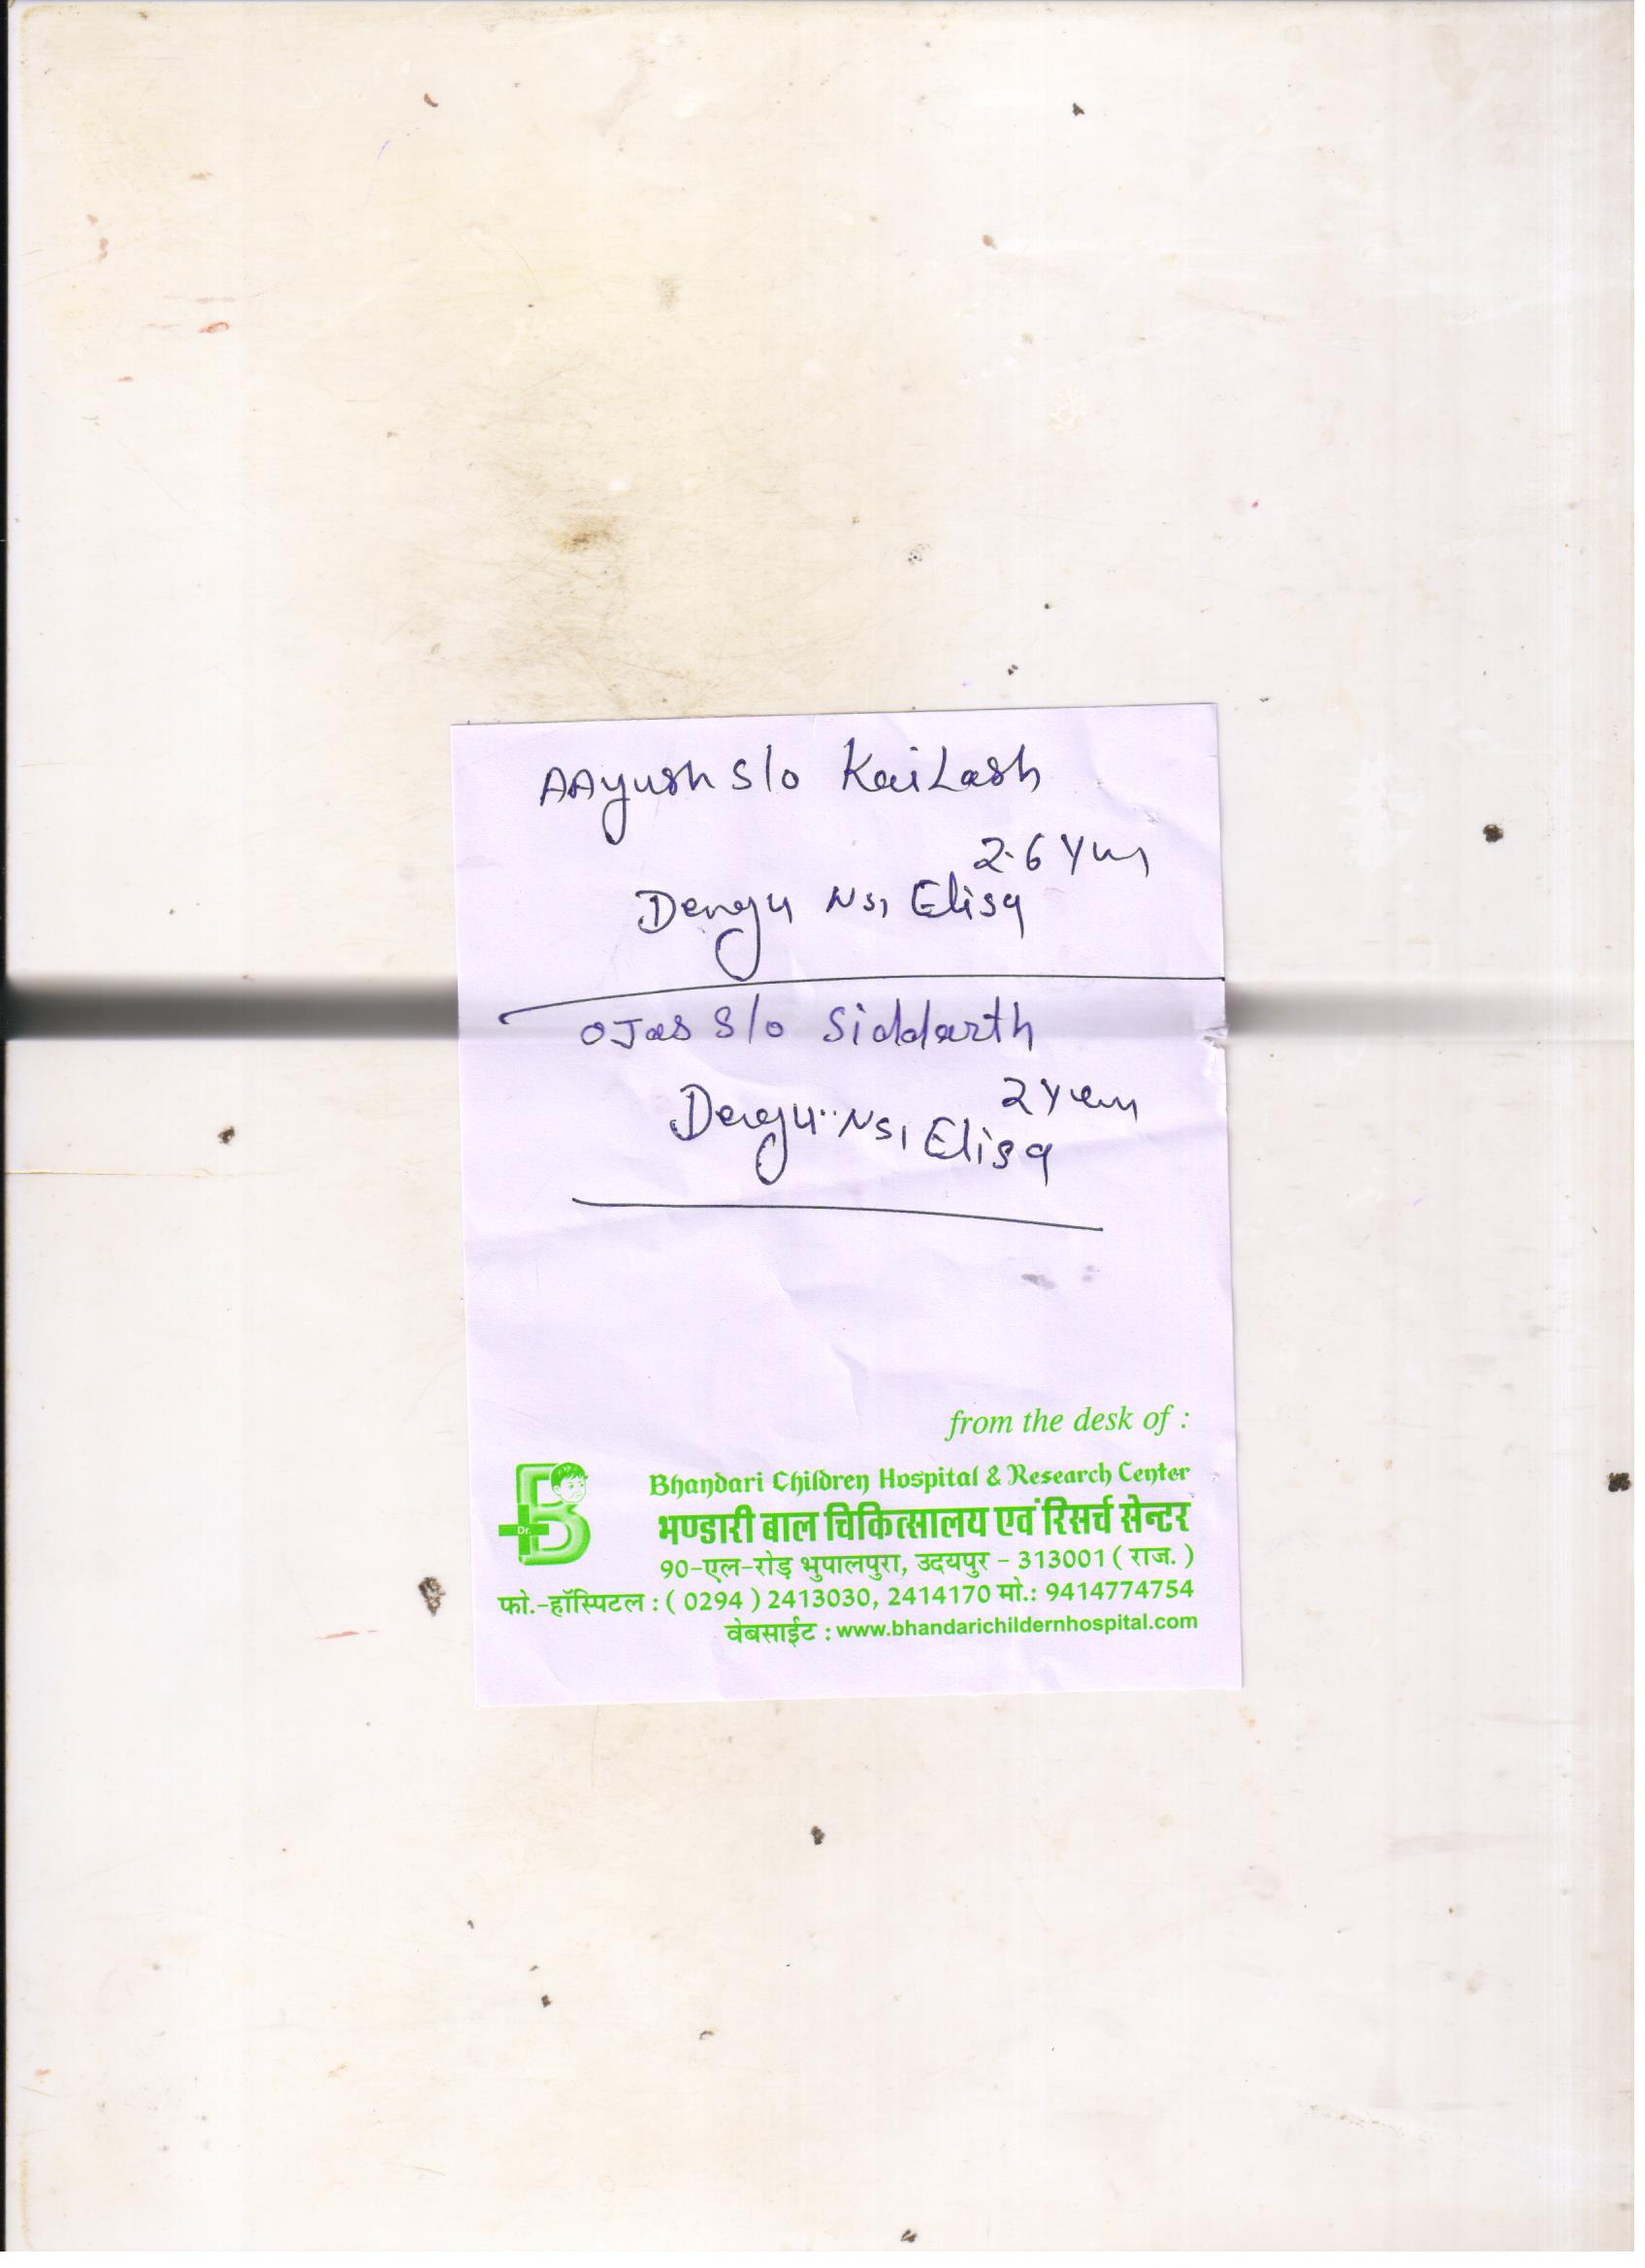 AAyush S/o KaiLash
2.6 Yrs
Dengu Ns1 Elisa
OJas S/o Siddarth
2 Years
Dengu Ns1 Elisa
from the desk of :
Bhandari Children Hospital & Research Center
भण्डारी बाल चिकित्सालय एवं रिसर्च सेन्टर
Dr.
90-एल-रोड़ भुपालपुरा, उदयपुर - 313001 ( राज. )
फो.-हॉस्पिटल : ( 0294 ) 2413030, 2414170 मो.: 9414774754
वेबसाईट : www.bhandarichildernhospital.com